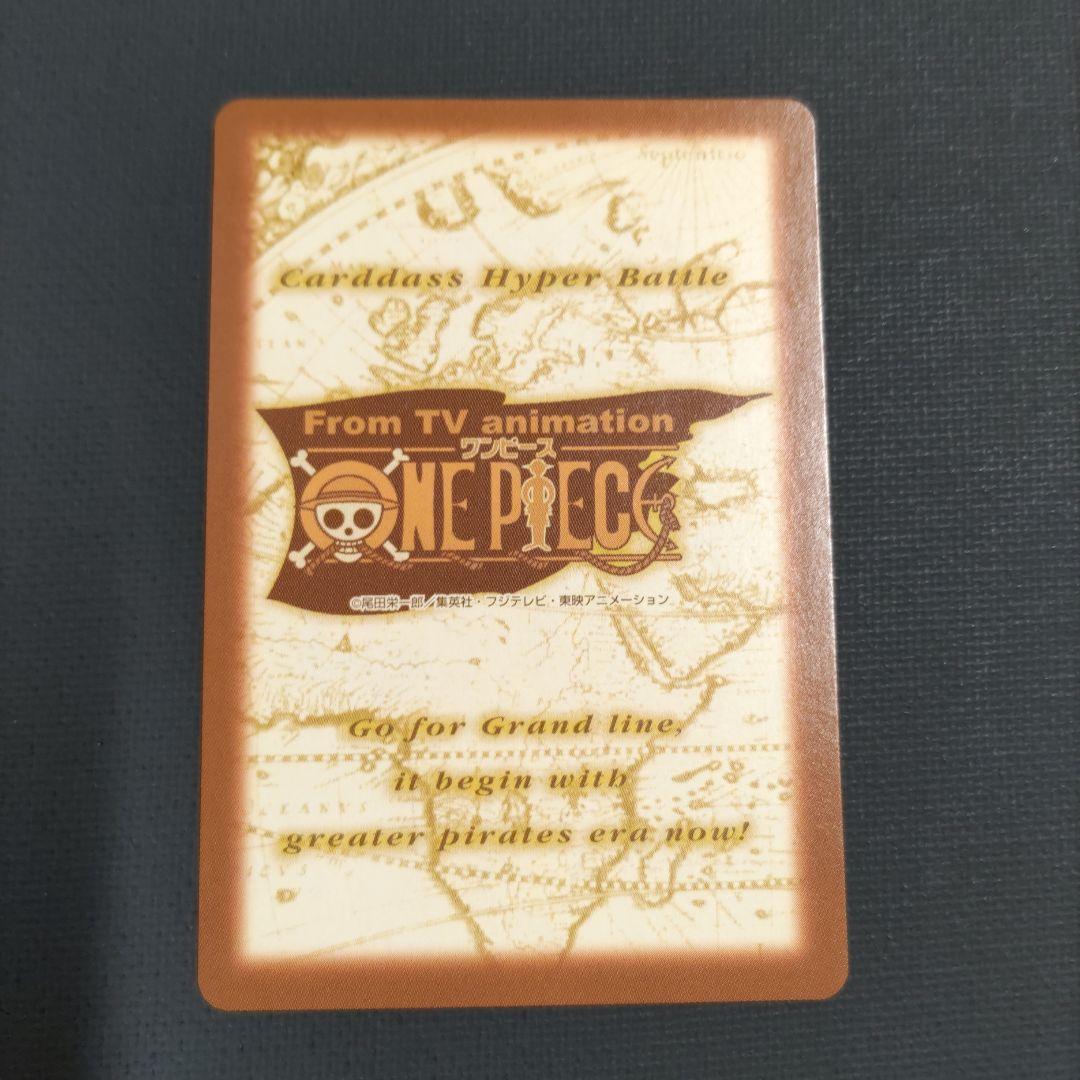 Septentrio
Carddass Hyper Battle
From TV animation
ワンピース
ONE PIECE
©尾田栄一郎／集英社・フジテレビ・東映アニメーション
Go for Grand line,
it begin with
greater pirates era now!